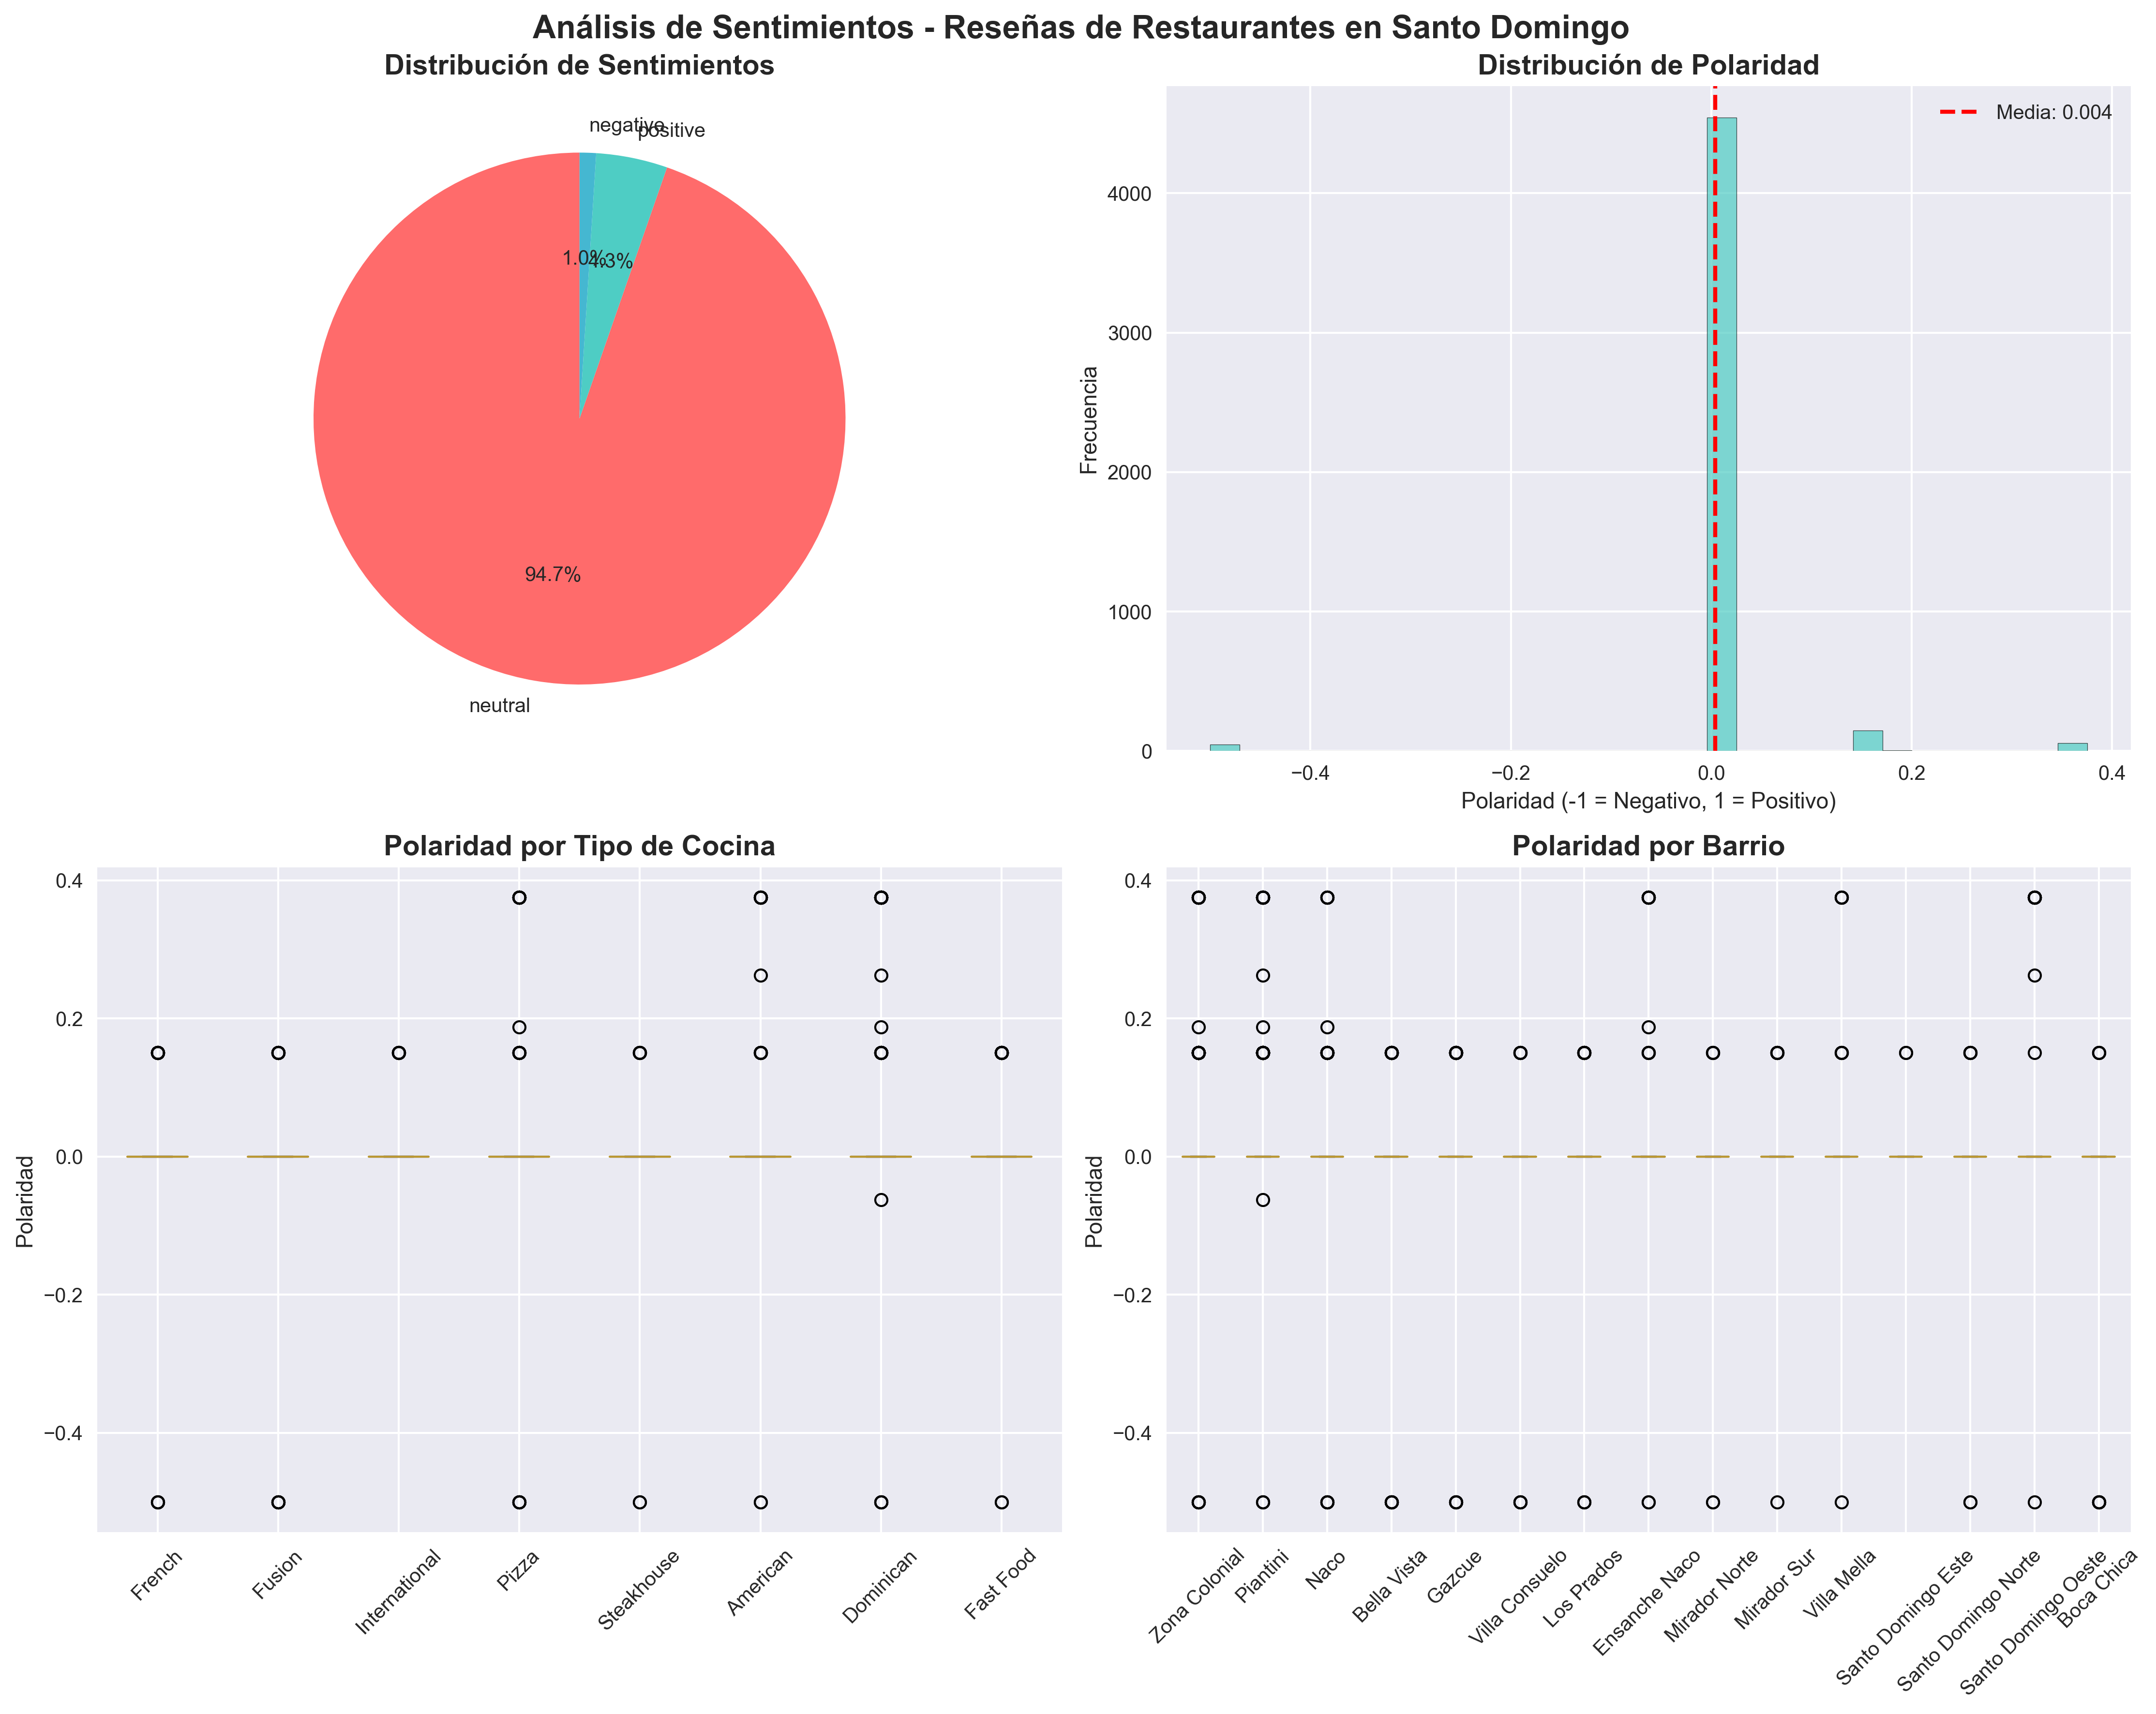 Análisis de Sentimientos - Reseñas de Restaurantes en Santo Domingo
Distribución de Sentimientos
negative
positive
1.0%
4.3%
94.7%
neutral
Distribución de Polaridad
Media: 0.004
Frecuencia
4000
3000
2000
1000
0
−0.4
−0.2
0.0
0.2
0.4
Polaridad (-1 = Negativo, 1 = Positivo)
Polaridad por Tipo de Cocina
Polaridad
0.4
0.2
0.0
−0.2
−0.4
French
Fusion
International
Pizza
Steakhouse
American
Dominican
Fast Food
Polaridad por Barrio
Polaridad
0.4
0.2
0.0
−0.2
−0.4
Zona Colonial
Piantini
Naco
Bella Vista
Gazcue
Villa Consuelo
Los Prados
Ensanche Naco
Mirador Norte
Mirador Sur
Villa Mella
Santo Domingo Este
Santo Domingo Norte
Santo Domingo Oeste
Boca Chica